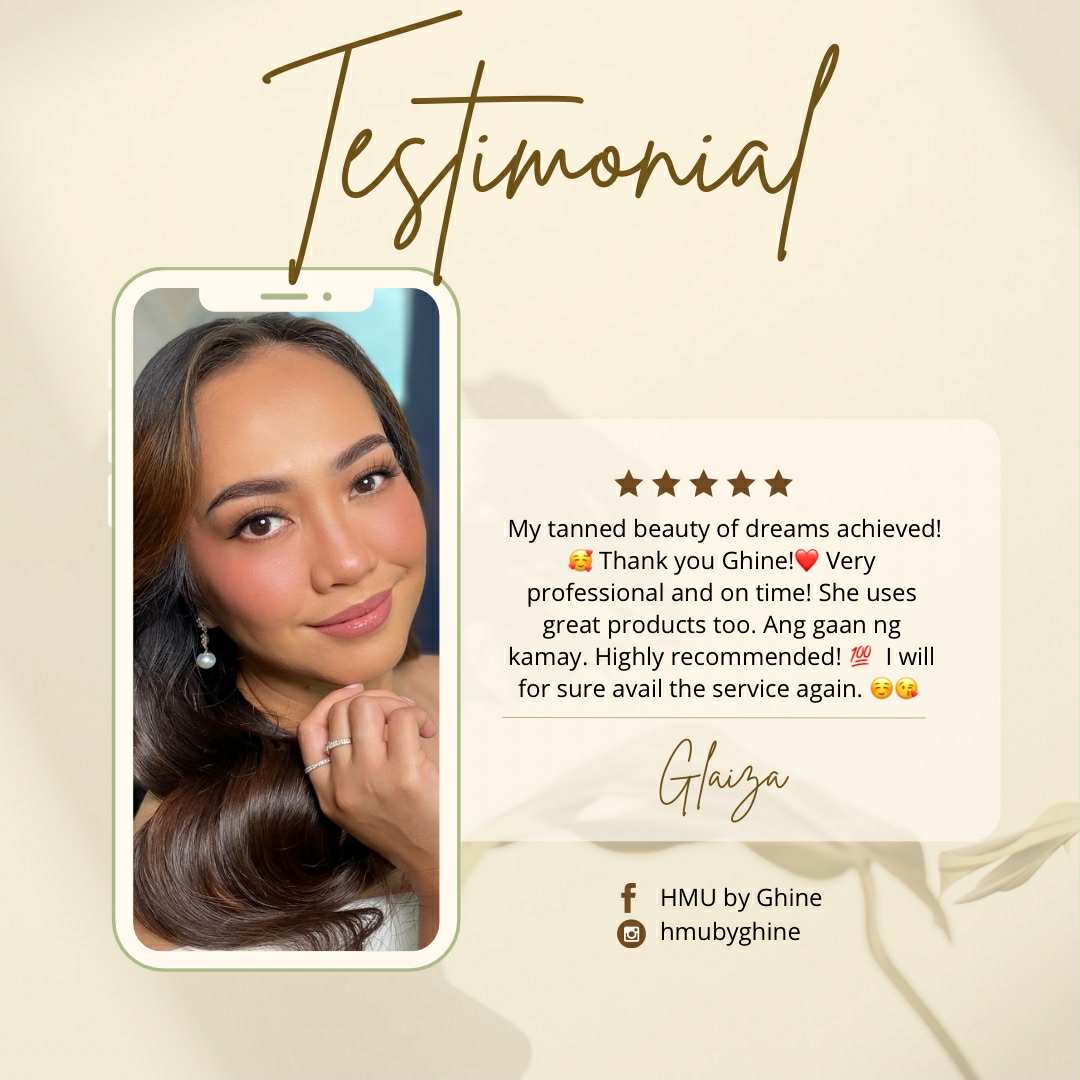 Testimonial
My tanned beauty of dreams achieved!
🥰 Thank you Ghine!❤️ Very
professional and on time! She uses
great products too. Ang gaan ng
kamay. Highly recommended! 💯 I will
for sure avail the service again. ☺️😘
Glaiza
HMU by Ghine
hmubyghine